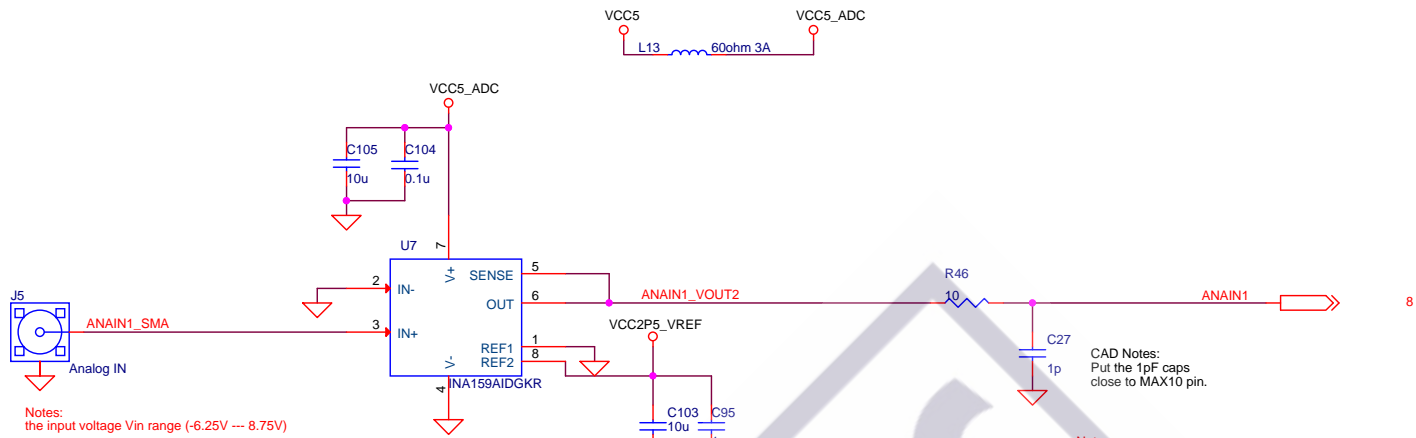 VCC5
VCC5_ADC
L13
60ohm 3A
VCC5_ADC
C105
C104
10u
0.1u
U7
7
V+
5
SENSE
2
IN-
6
OUT
ANAIN1_VOUT2
R46
10
ANAIN1
8
J5
ANAIN1_SMA
3
IN+
VCC2P5_VREF
1
REF1
8
REF2
C27
1p
CAD Notes:
Put the 1pF caps
close to MAX10 pin.
Analog IN
V-
4
INA159AIDGKR
Notes:
the input voltage Vin range (-6.25V --- 8.75V)
C103
C95
10u